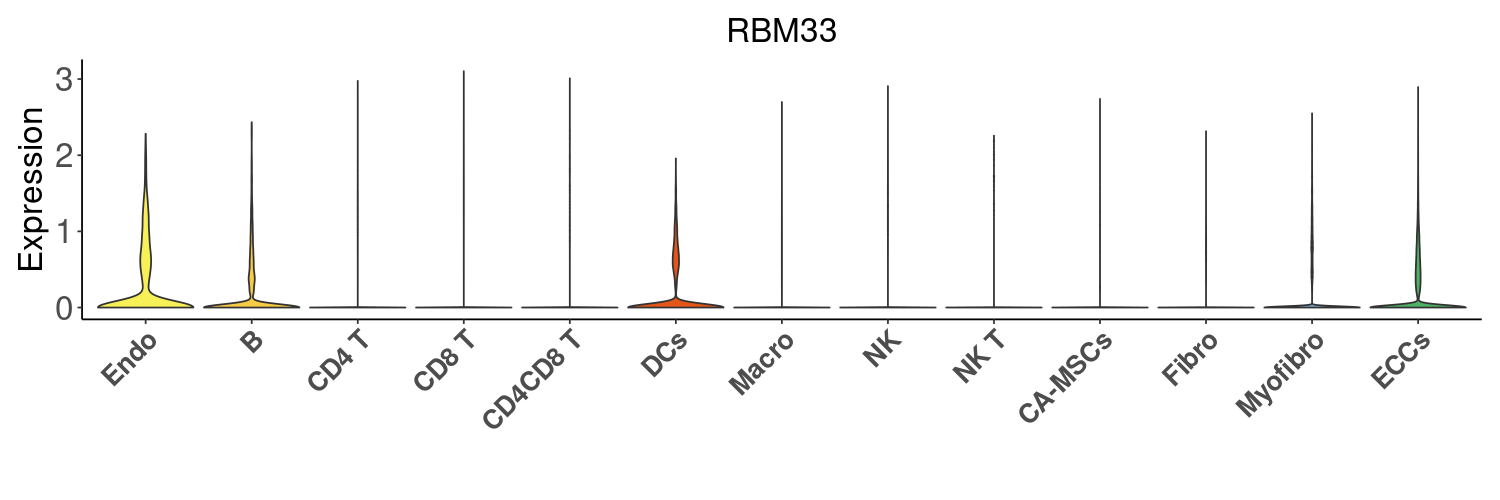 RBM33
Expression
3
2
1
0
Endo
B
CD4 T
CD8 T
CD4CD8 T
DCs
Macro
NK
NK T
CA-MSCs
Fibro
Myofibro
ECCs